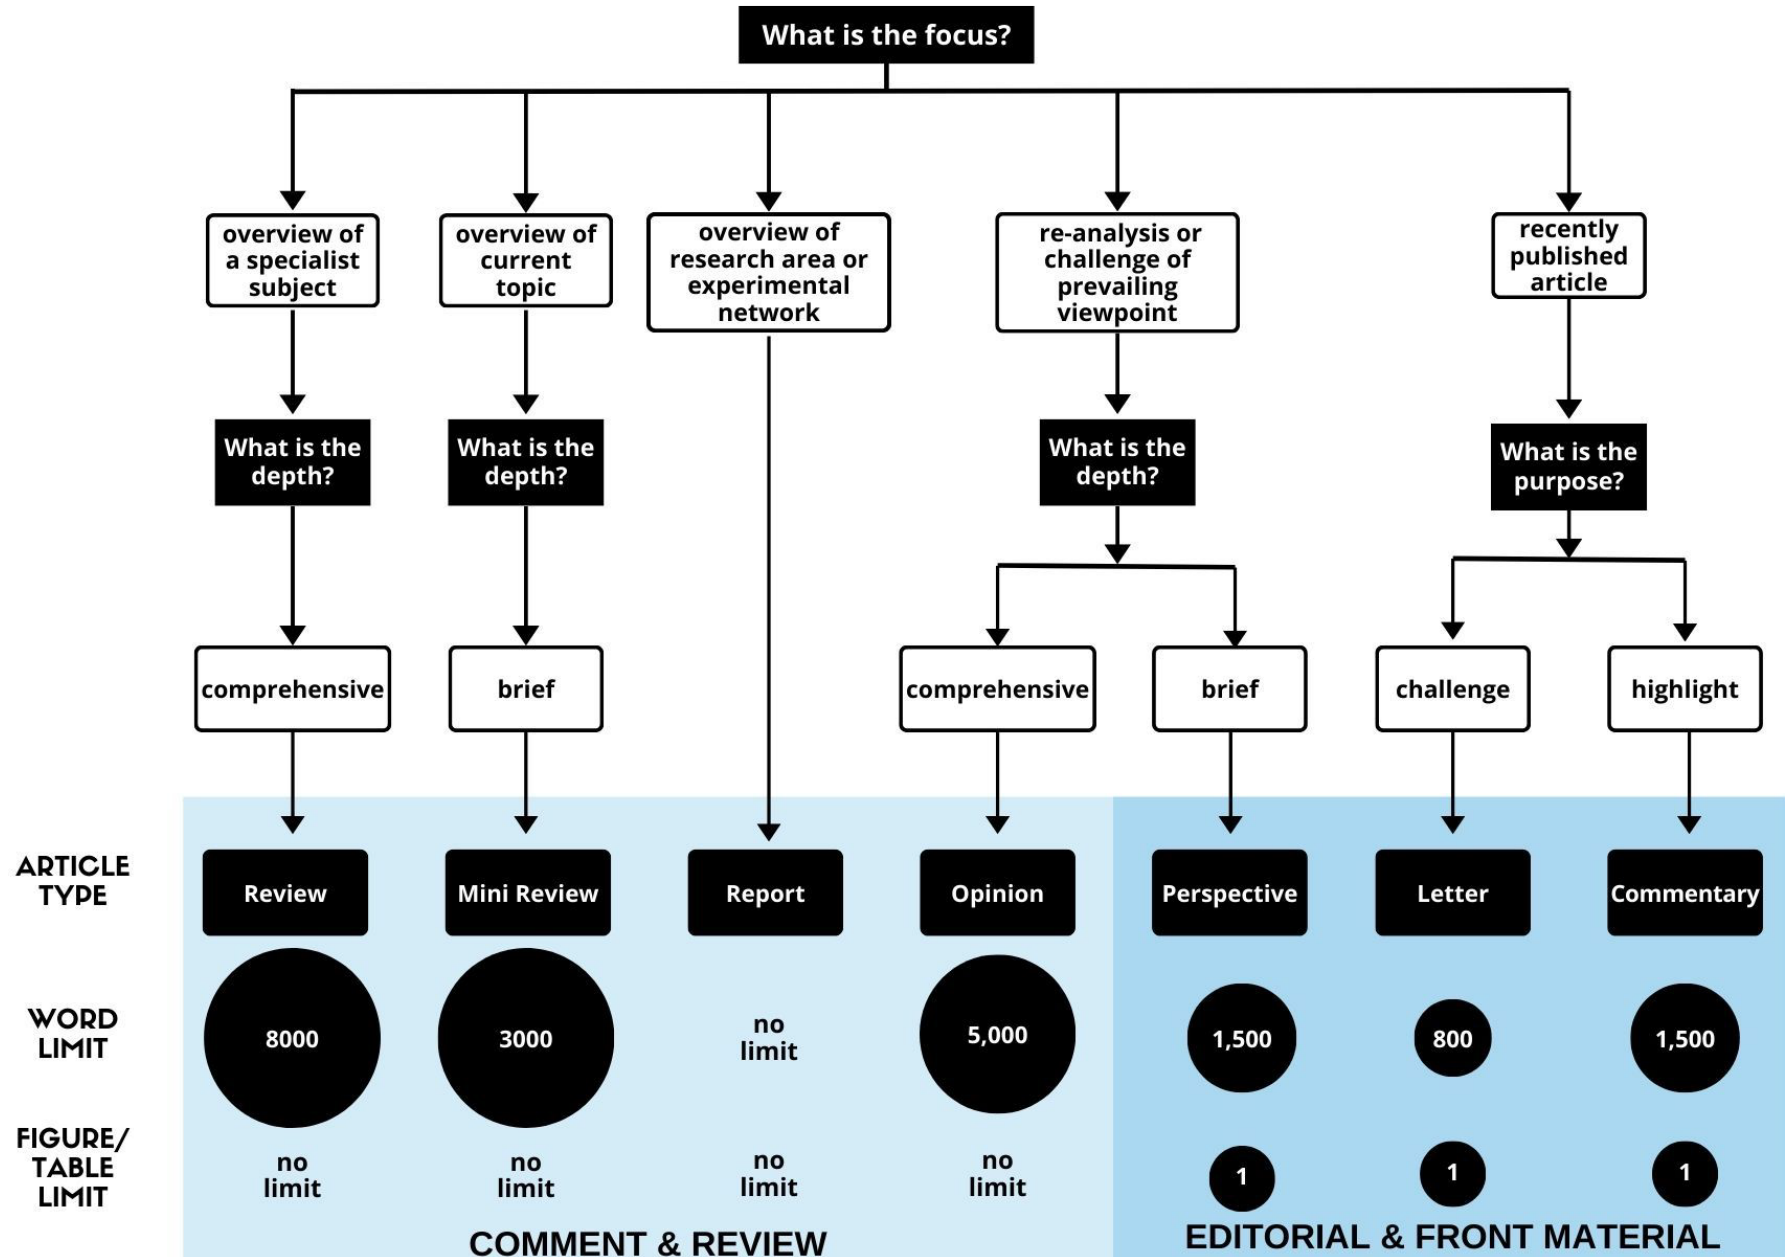 What is the focus?
overview of
a specialist
subject
overview of
current
topic
overview of
research area or
experimental
network
re-analysis or
challenge of
prevailing
viewpoint
recently
published
article
What is the
depth?
What is the
depth?
What is the
depth?
What is the
purpose?
comprehensive
brief
comprehensive
brief
challenge
highlight
ARTICLE
TYPE
Review
Mini Review
Report
Opinion
Perspective
Letter
Commentary
WORD
LIMIT
8000
3000
no
limit
5,000
1,500
800
1,500
FIGURE/
TABLE
LIMIT
no
limit
no
limit
no
limit
no
limit
1
1
1
COMMENT & REVIEW
EDITORIAL & FRONT MATERIAL